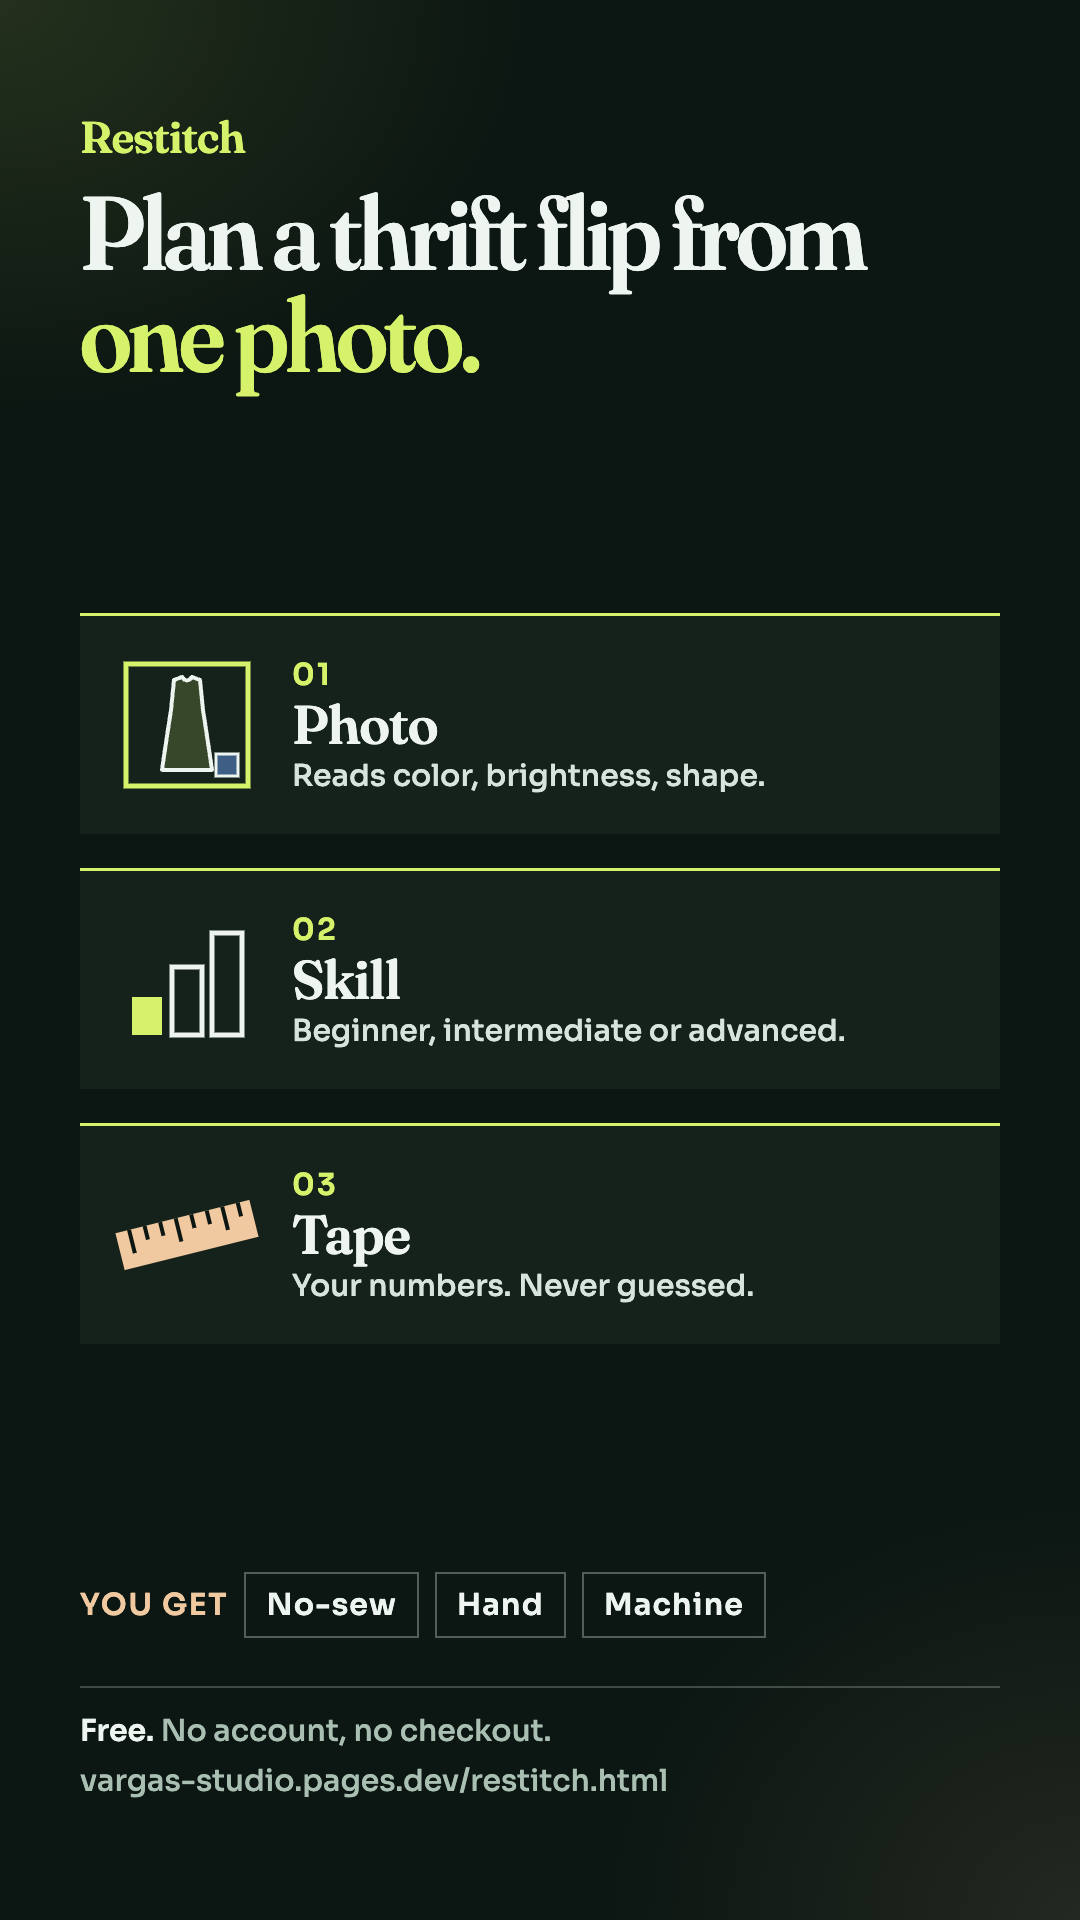 Restitch
Plan a thrift flip from
one photo.
01
Photo
Reads color, brightness, shape.
02
Skill
Beginner, intermediate or advanced.
03
Tape
Your numbers. Never guessed.
YOU GET No-sew Hand Machine
Free. No account, no checkout.
vargas-studio.pages.dev/restitch.html